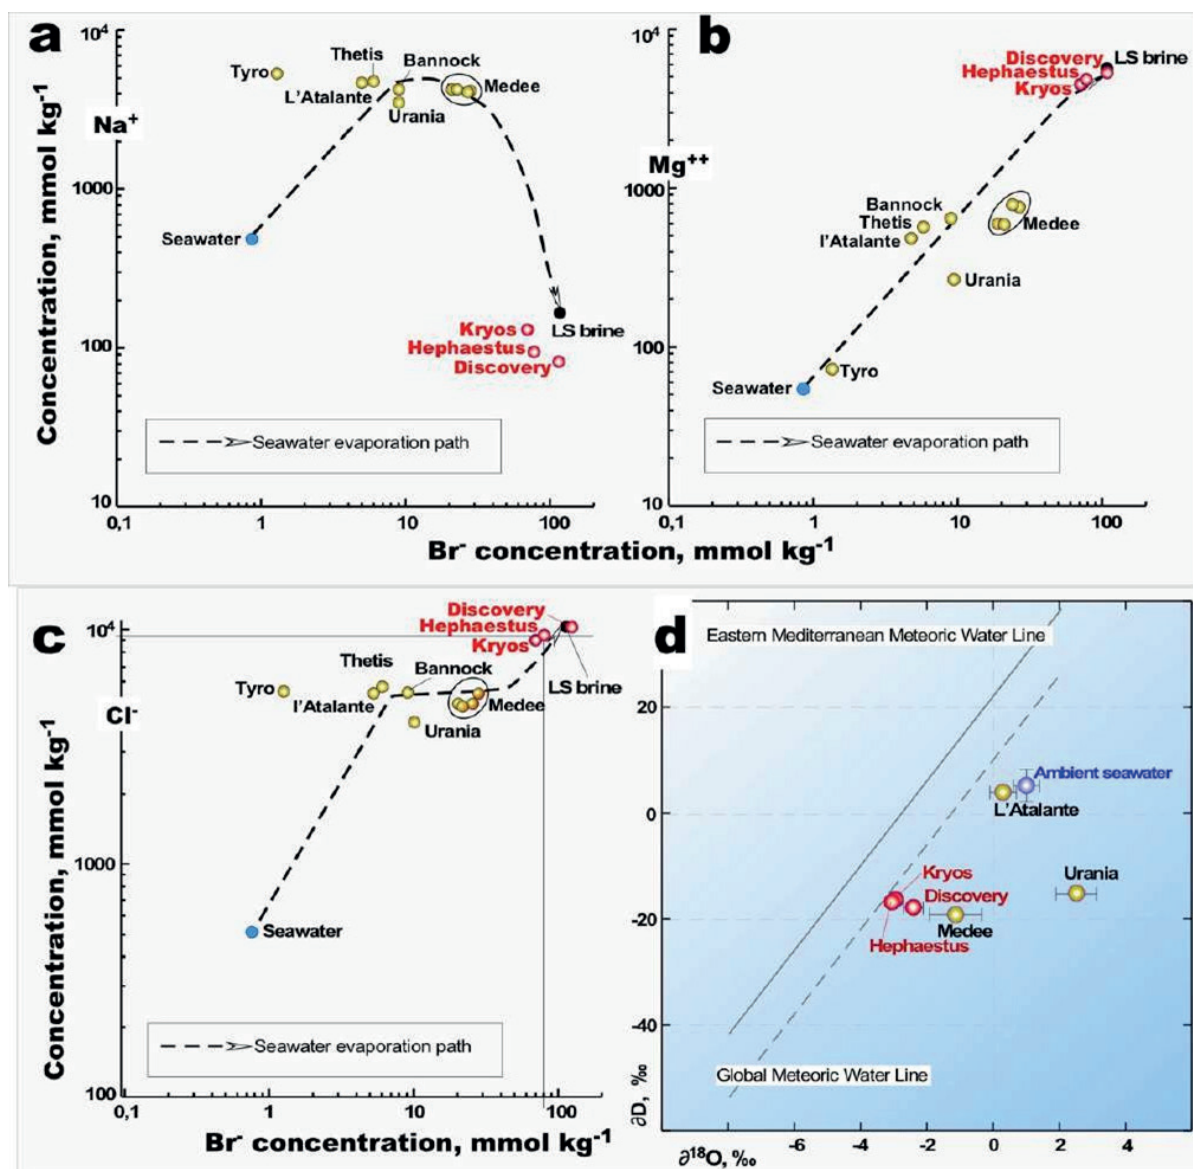 a
10⁴
1000
100
10
0,1
1
10
100
Concentration, mmol kg⁻¹
Na⁺
Tyro
Thetis
L'Atalante
Bannock
Urania
Medee
Seawater
Kryos
Hephaestus
Discovery
LS brine
Seawater evaporation path
b
10⁴
1000
100
10
0,1
1
10
100
Mg⁺⁺
Discovery
LS brine
Hephaestus
Kryos
Bannock
Thetis
l'Atalante
Medee
Urania
Tyro
Seawater
Seawater evaporation path
Br⁻ concentration, mmol kg⁻¹
c
10⁴
1000
100
0,1
1
10
100
Concentration, mmol kg⁻¹
Cl⁻
Discovery
Hephaestus
Kryos
Thetis
Bannock
Tyro
l'Atalante
Medee
LS brine
Urania
Seawater
Seawater evaporation path
Br⁻ concentration, mmol kg⁻¹
d
Eastern Mediterranean Meteoric Water Line
20
0
-20
-40
Ambient seawater
L'Atalante
Kryos
Urania
Discovery
Medee
Hephaestus
Global Meteoric Water Line
∂D, ‰
-6
-4
-2
0
2
4
∂¹⁸O, ‰